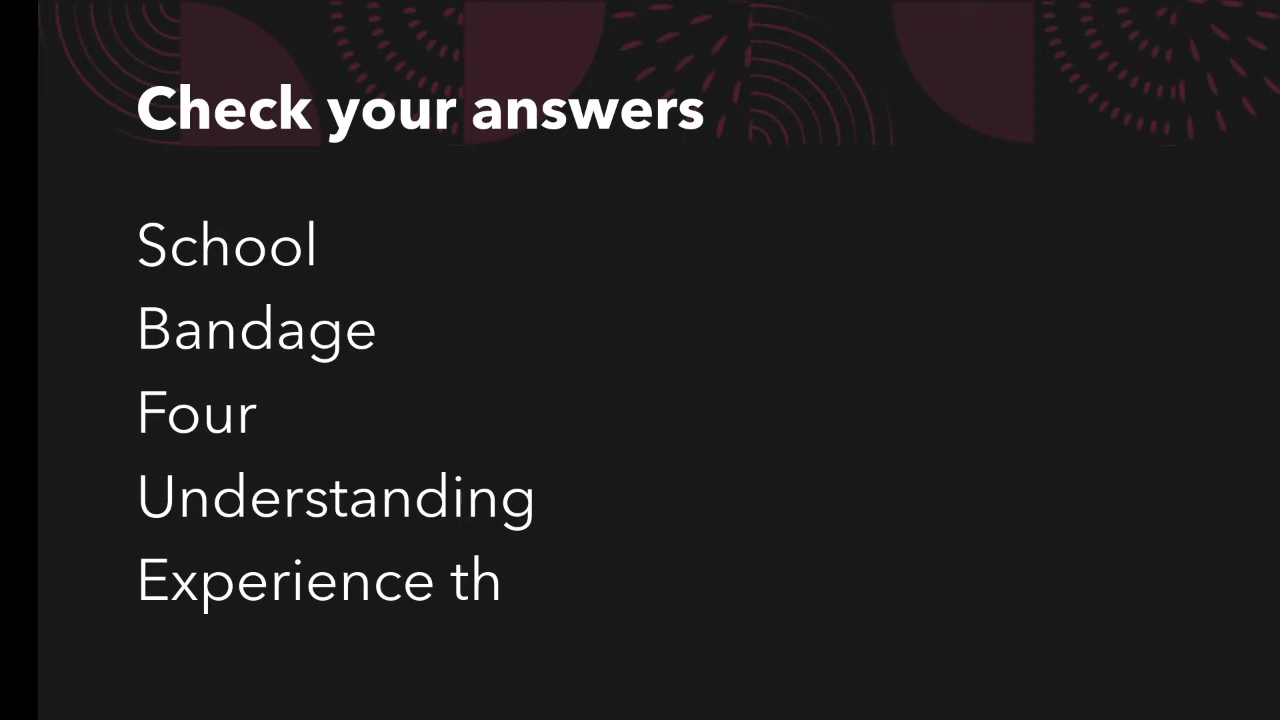 Check your answers
School
Bandage
Four
Understanding
Experience th